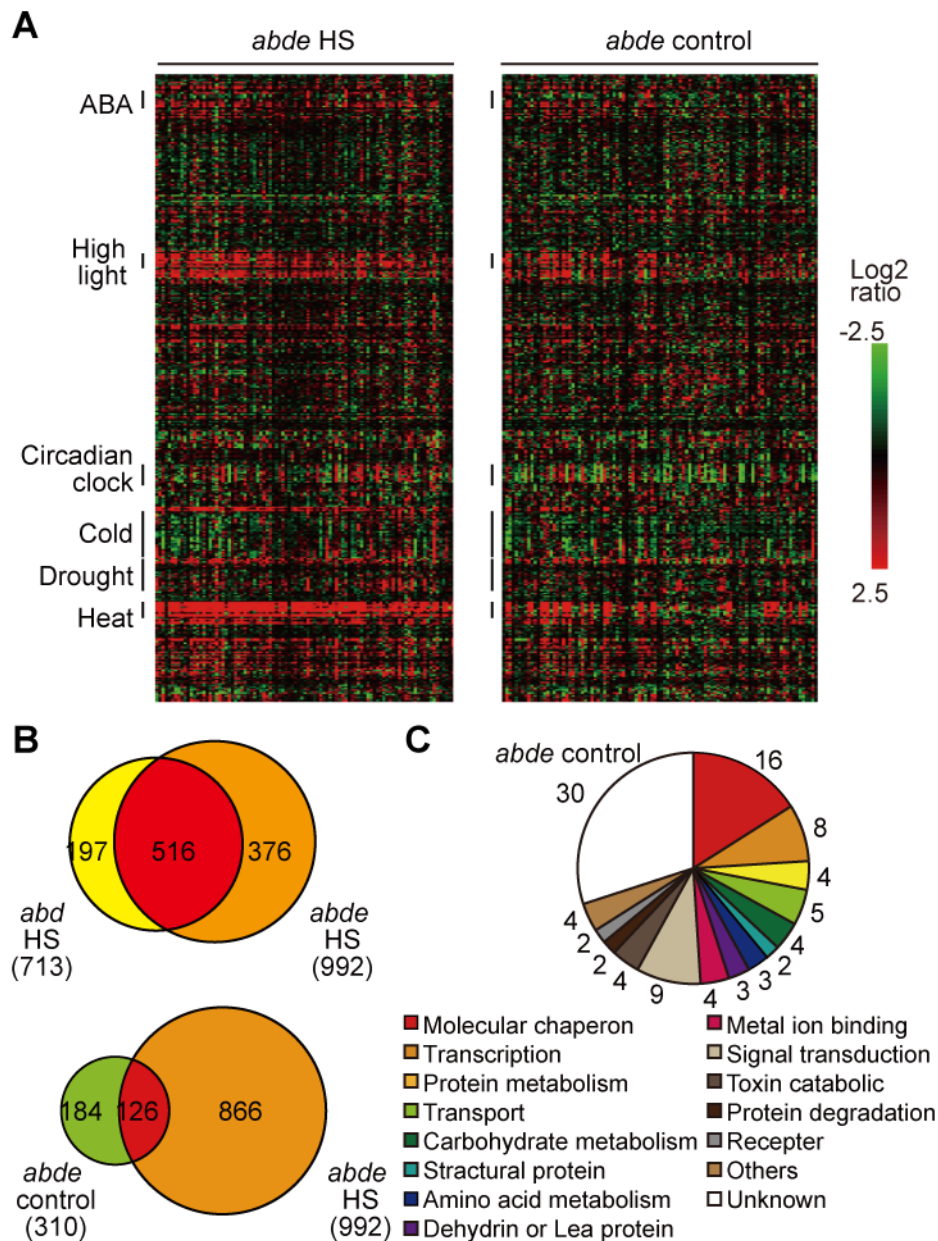 A
abde HS
abde control
ABA
High
light
Circadian
clock
Cold
Drought
Heat
Log2
ratio
-2.5
2.5
B
197
516
376
abd
HS
(713)
abde
HS
(992)
184
126
866
abde
control
(310)
abde
HS
(992)
C
abde control
30
16
8
4
5
4
2
3
3
4
9
4
2
2
4
Molecular chaperon
Transcription
Protein metabolism
Transport
Carbohydrate metabolism
Stractural protein
Amino acid metabolism
Dehydrin or Lea protein
Metal ion binding
Signal transduction
Toxin catabolic
Protein degradation
Recepter
Others
Unknown